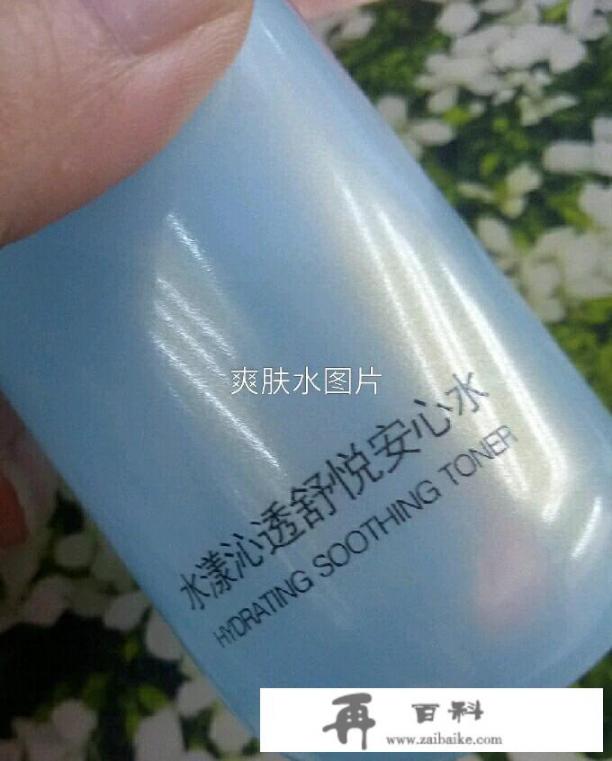 爽肤水图片
水漾沁透舒悦安心水
HYDRATING SOOTHING TONER
再 百科
www.zaibaike.com